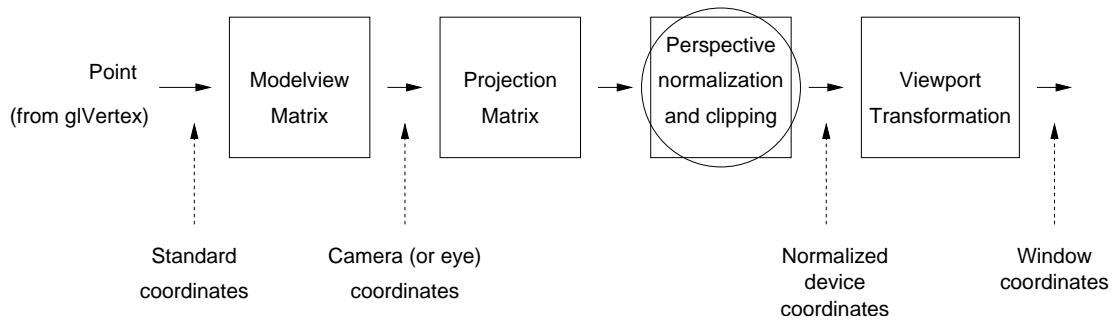 Point
(from glVertex)
Modelview
Matrix
Projection
Matrix
Perspective
normalization
and clipping
Viewport
Transformation
Standard
coordinates
Camera (or eye)
coordinates
Normalized
device
coordinates
Window
coordinates